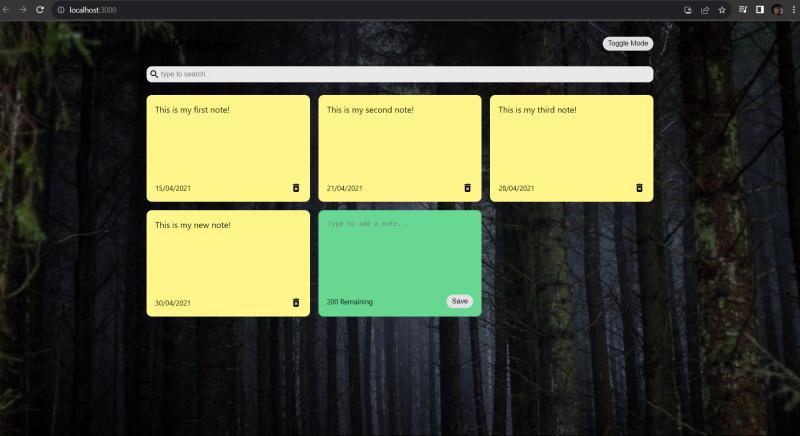 localhost:3000
Toggle Mode
type to search...
This is my first note!
This is my second note!
This is my third note!
15/04/2021
21/04/2021
28/04/2021
This is my new note!
Type to add a note...
30/04/2021
200 Remaining
Save